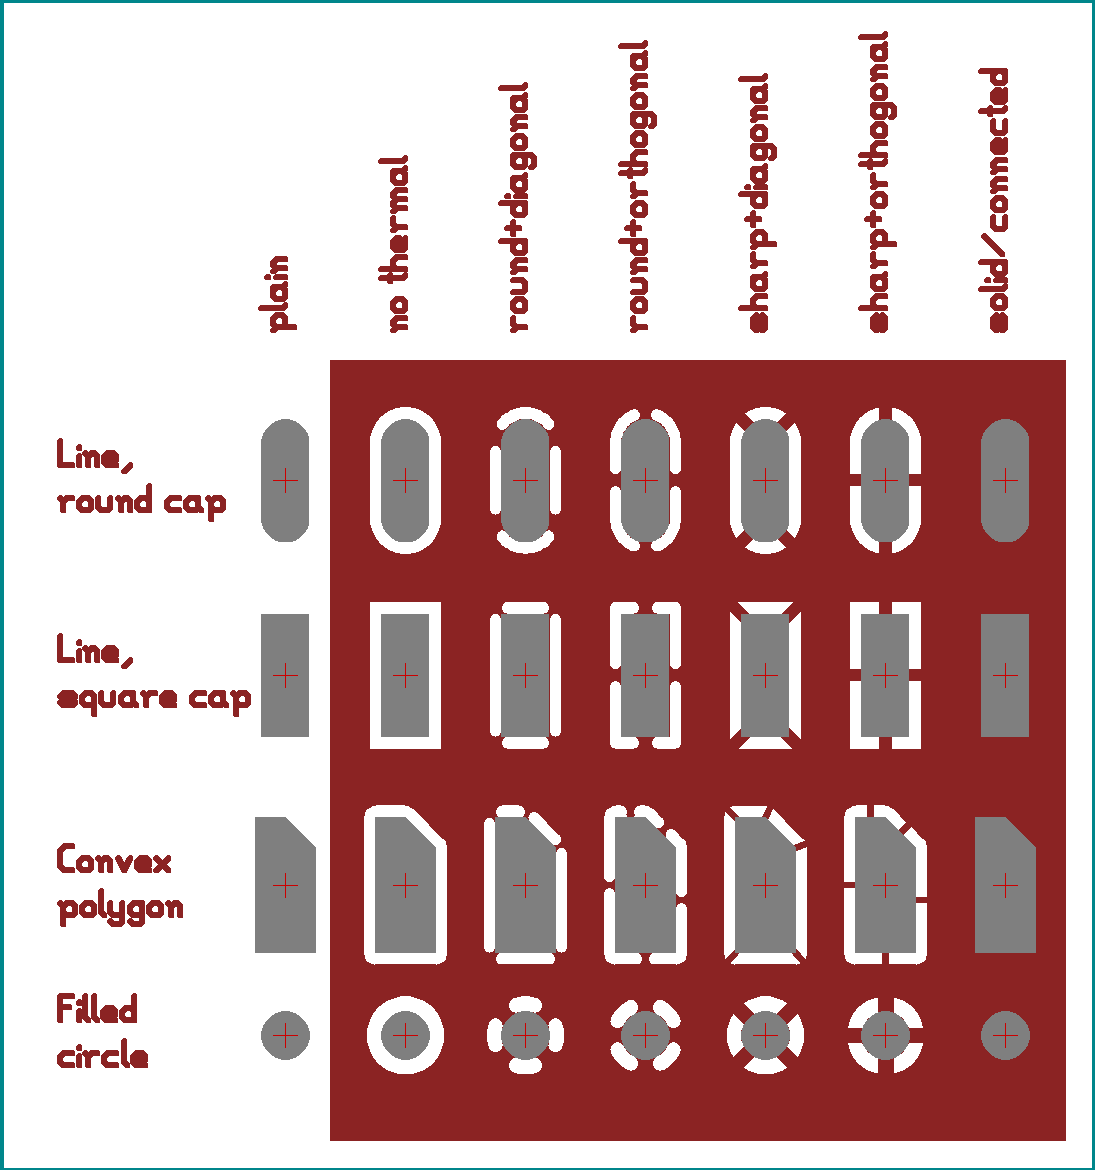 plain
no thermal
round+diagonal
round+orthogonal
sharp+diagonal
sharp+orthogonal
solid/connected
Line,
round cap
Line,
square cap
Convex
polygon
Filled
circle